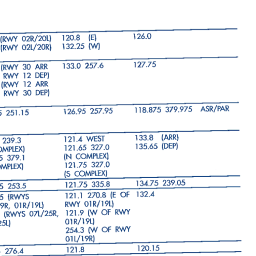 (RWY 02R/20L) 120.8 (E) 126.0
(RWY 02L/20R) 132.25 (W)
(RWY 30 ARR 133.0 257.6 127.75
RWY 12 DEP)
(RWY 12 ARR
RWY 30 DEP)
251.15 126.95 257.95 118.875 379.975 ASR/PAR
239.3 121.4 WEST 133.8 (ARR)
OMPLEX) 121.65 327.0 135.65 (DEP)
379.1 (N COMPLEX)
OMPLEX) 121.75 327.0
(S COMPLEX)
253.5 121.75 335.8 134.75 239.05
(RWYS 121.1 270.8 (E OF 132.4
9R, 01R/19L) RWY 01R/19L)
(RWYS 07L/25R, 121.9 (W OF RWY
25L) 01R/19L)
254.3 (W OF RWY
01L/19R)
276.4 121.8 120.15